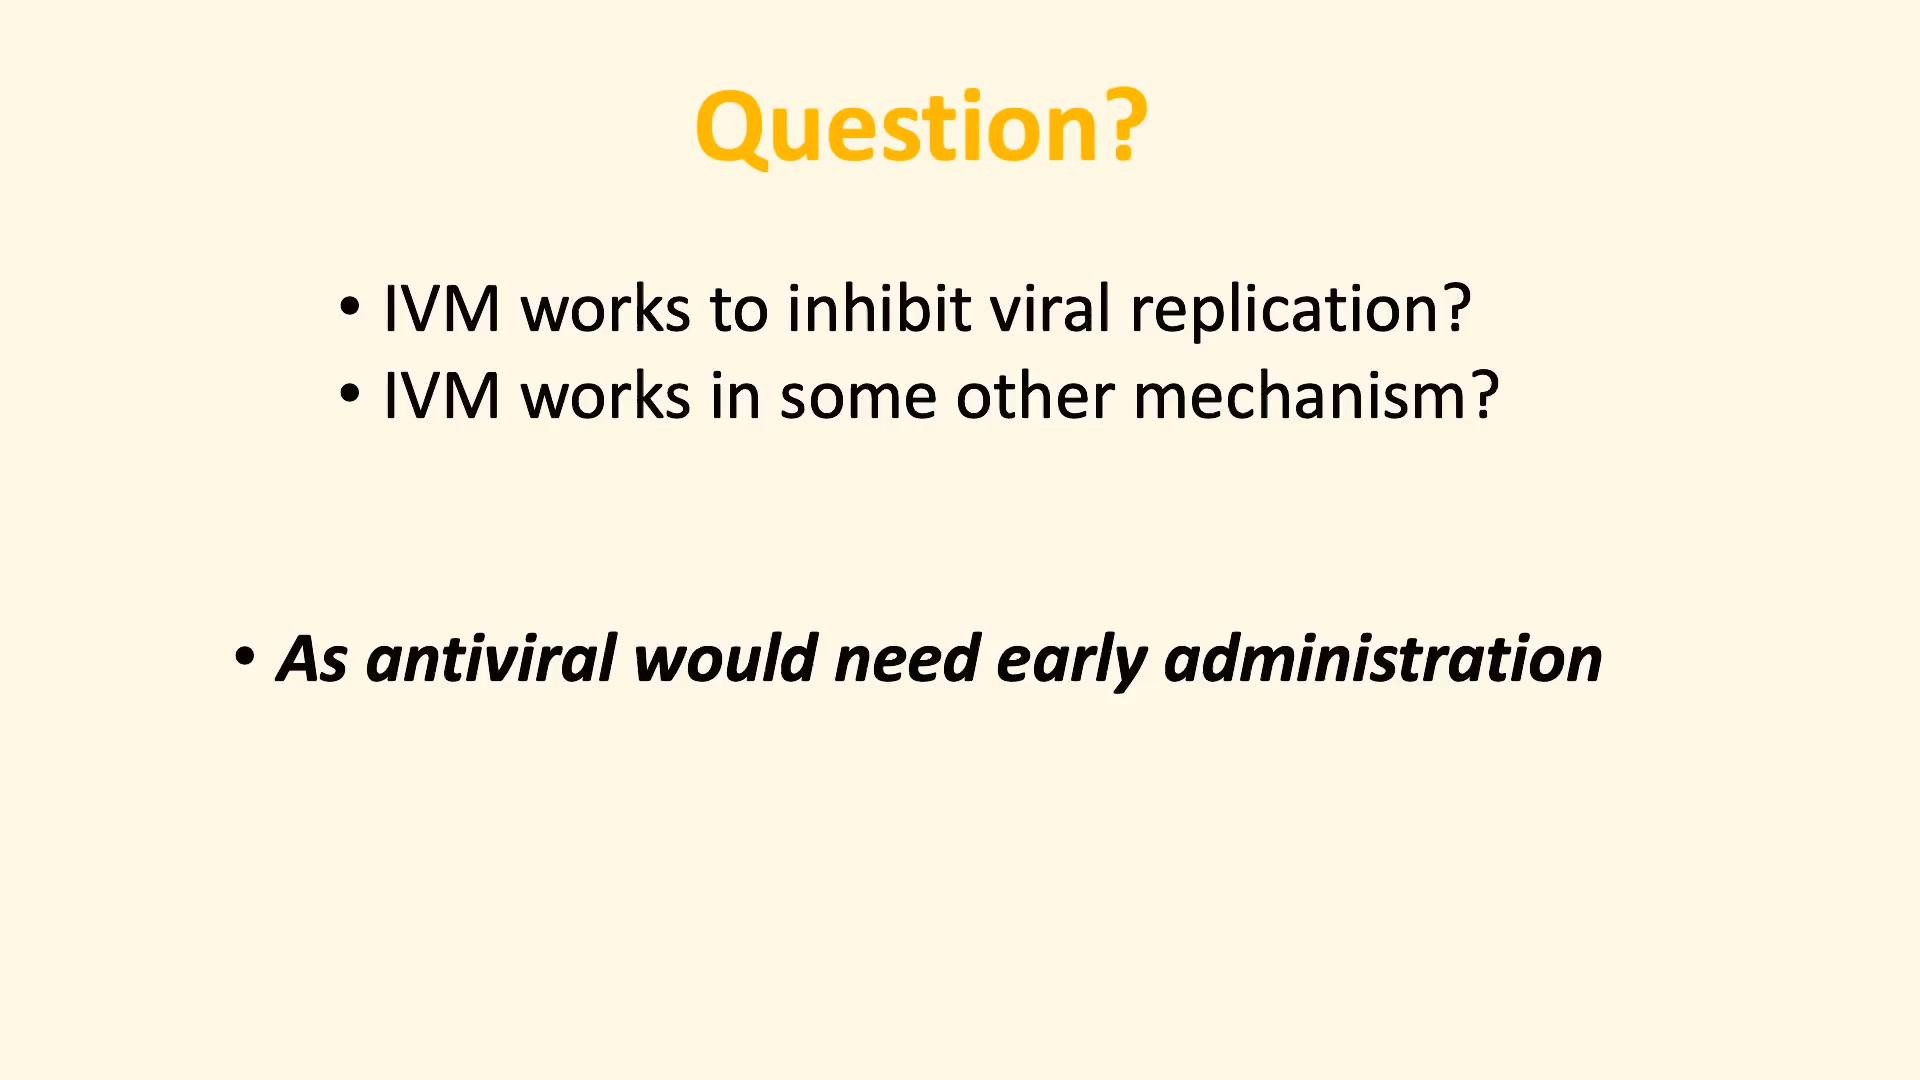 Question?
• IVM works to inhibit viral replication?
• IVM works in some other mechanism?
• As antiviral would need early administration